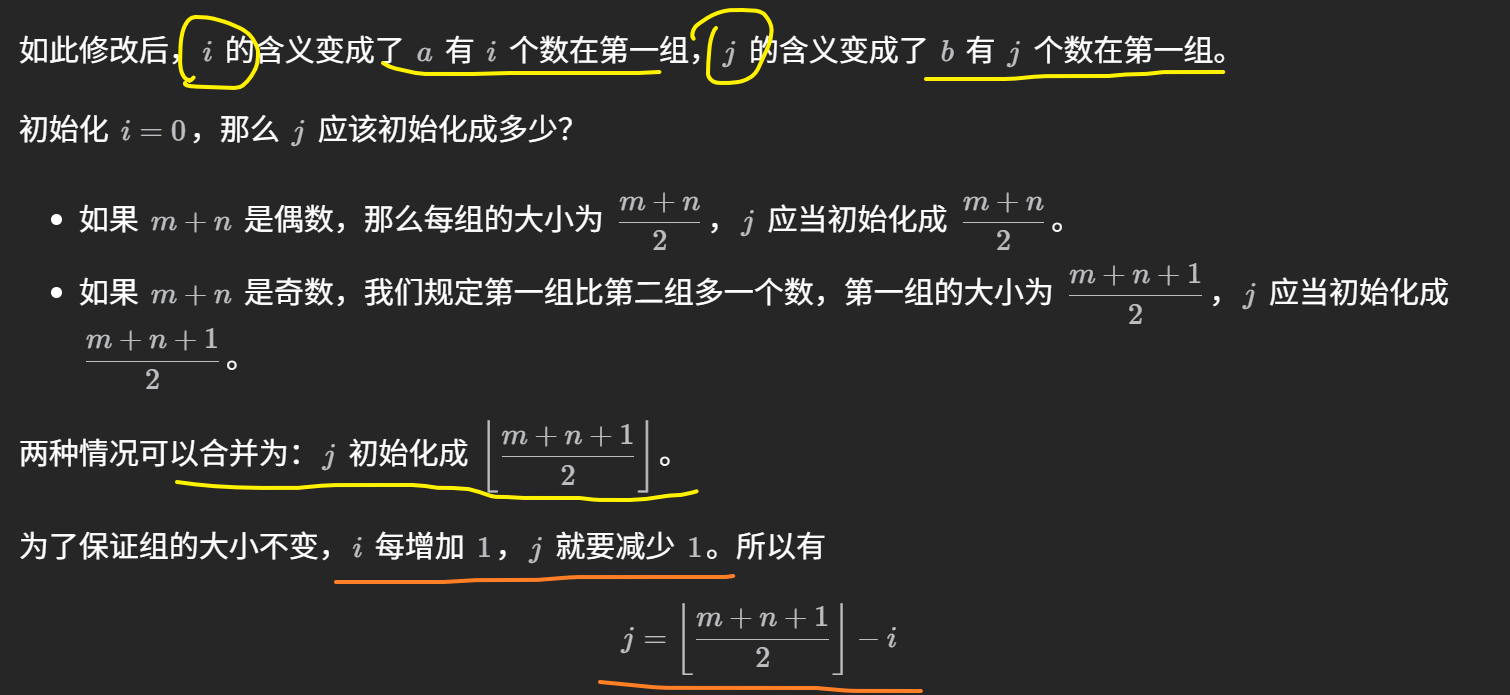 如此修改后，i 的含义变成了 a 有 i 个数在第一组，j 的含义变成了 b 有 j 个数在第一组。
初始化 i = 0，那么 j 应该初始化成多少？
• 如果 m + n 是偶数，那么每组的大小为 \frac{m + n}{2}，j 应当初始化成 \frac{m + n}{2}。
• 如果 m + n 是奇数，我们规定第一组比第二组多一个数，第一组的大小为 \frac{m + n + 1}{2}，j 应当初始化成
\frac{m + n + 1}{2}。
两种情况可以合并为：j 初始化成 \left\lfloor \frac{m + n + 1}{2} \right\rfloor。
为了保证组的大小不变，i 每增加 1，j 就要减少 1。所以有
j = \left\lfloor \frac{m + n + 1}{2} \right\rfloor - i